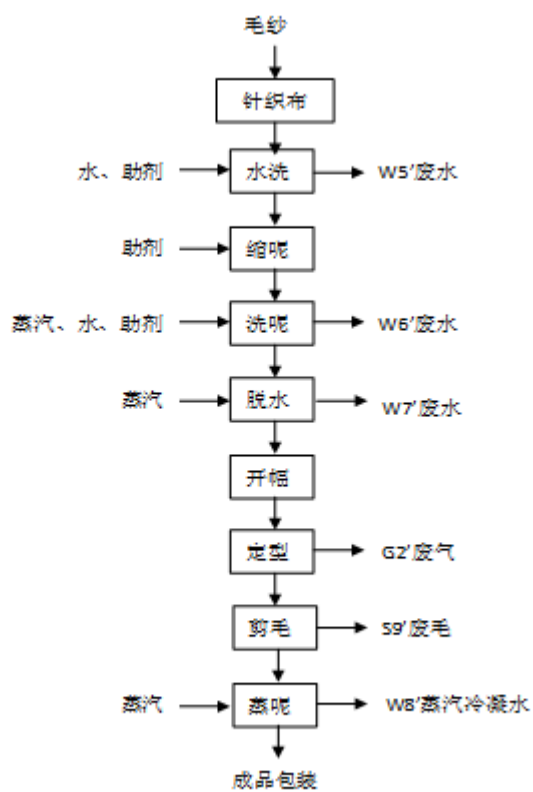 毛纱
针织布
水、助剂 水洗 W5'废水
助剂 缩呢
蒸汽、水、助剂 洗呢 W6'废水
蒸汽 脱水 W7'废水
开幅
定型 G2'废气
剪毛 S9'废毛
蒸汽 蒸呢 W8'蒸汽冷凝水
成品包装